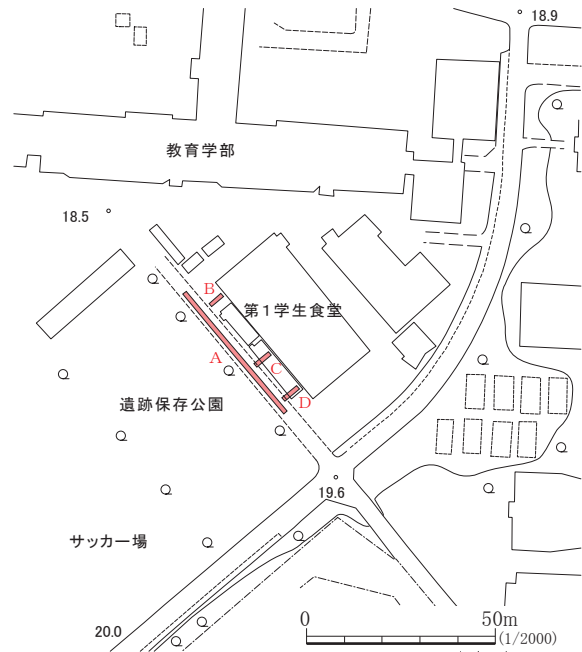 18.9
教育学部
18.5
B
第1学生食堂
A
C
D
遺跡保存公園
19.6
サッカー場
20.0
0
50m
(1/2000)